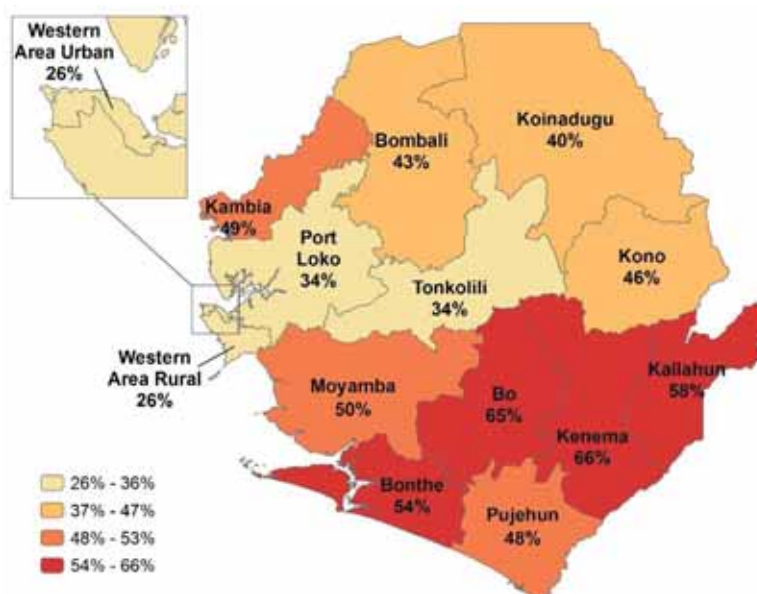 Western
Area Urban
26%
Koinadugu
40%
Bombali
43%
Kambia
49%
Port
Loko
34%
Kono
46%
Tonkolili
34%
Western
Area Rural
26%
Moyamba
50%
Bo
65%
Kailahun
58%
Kenema
66%
Bonthe
54%
Pujehun
48%
26% - 36%
37% - 47%
48% - 53%
54% - 66%